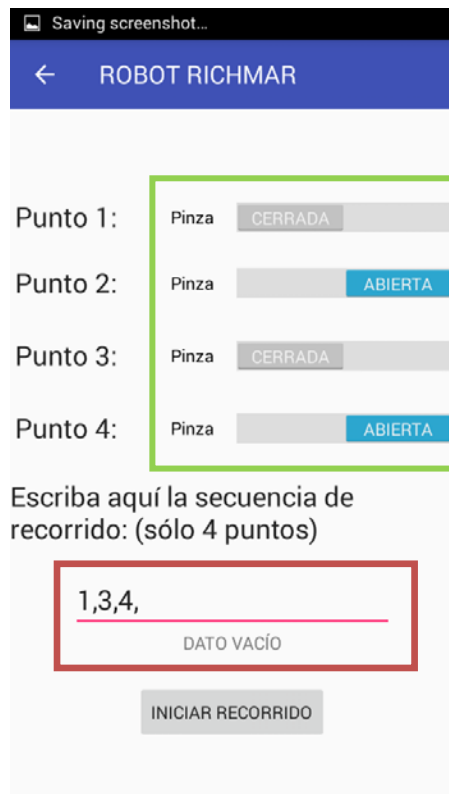 Saving screenshot...
ROBOT RICHMAR
Punto 1: Pinza CERRADA
Punto 2: Pinza ABIERTA
Punto 3: Pinza CERRADA
Punto 4: Pinza ABIERTA
Escriba aquí la secuencia de
recorrido: (sólo 4 puntos)
1,3,4,
DATO VACÍO
INICIAR RECORRIDO